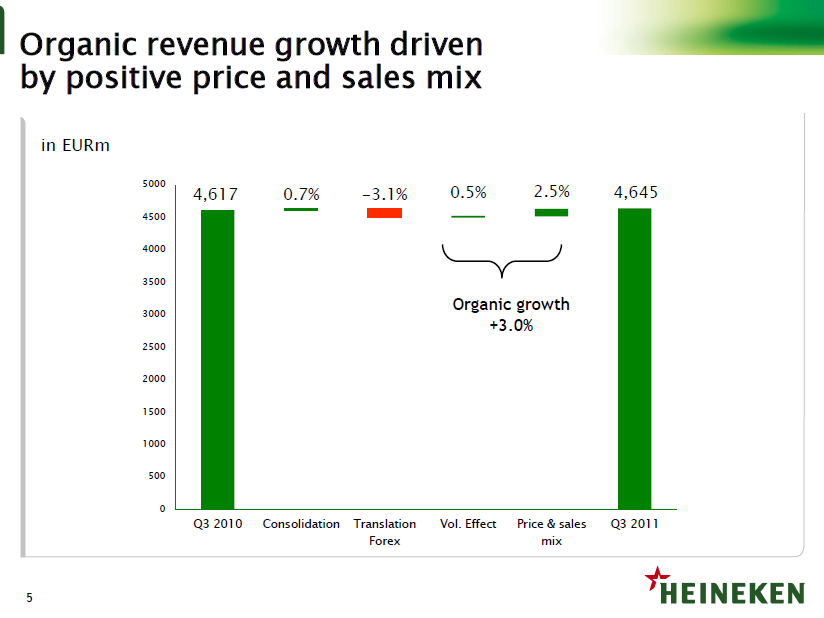 Organic revenue growth driven
by positive price and sales mix
in EURm
5000
4500
4000
3500
3000
2500
2000
1500
1000
500
0
4,617
0.7%
-3.1%
0.5%
2.5%
4,645
Organic growth
+3.0%
Q3 2010
Consolidation
Translation
Forex
Vol. Effect
Price & sales
mix
Q3 2011
5
HEINEKEN